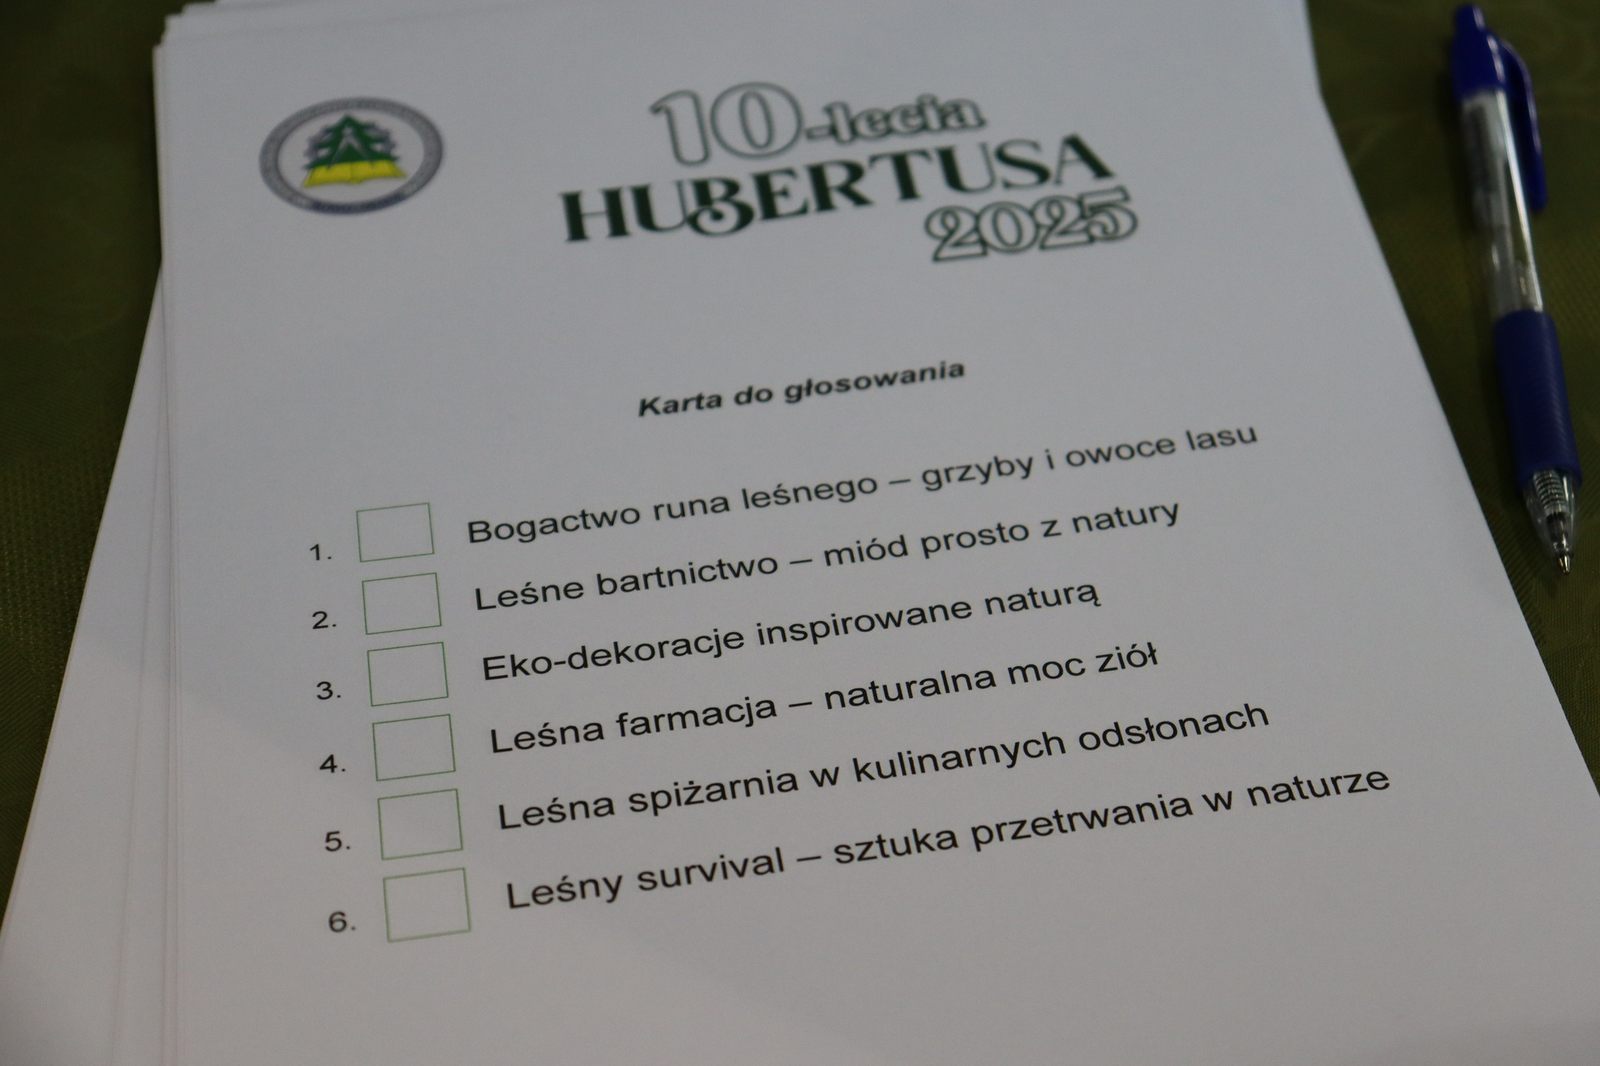 10-lecia
HUBERTUSA
2025
Karta do głosowania
1. Bogactwo runa leśnego – grzyby i owoce lasu
2. Leśne bartnictwo – miód prosto z natury
3. Eko-dekoracje inspirowane naturą
4. Leśna farmacja – naturalna moc ziół
5. Leśna spiżarnia w kulinarnych odsłonach
6. Leśny survival – sztuka przetrwania w naturze